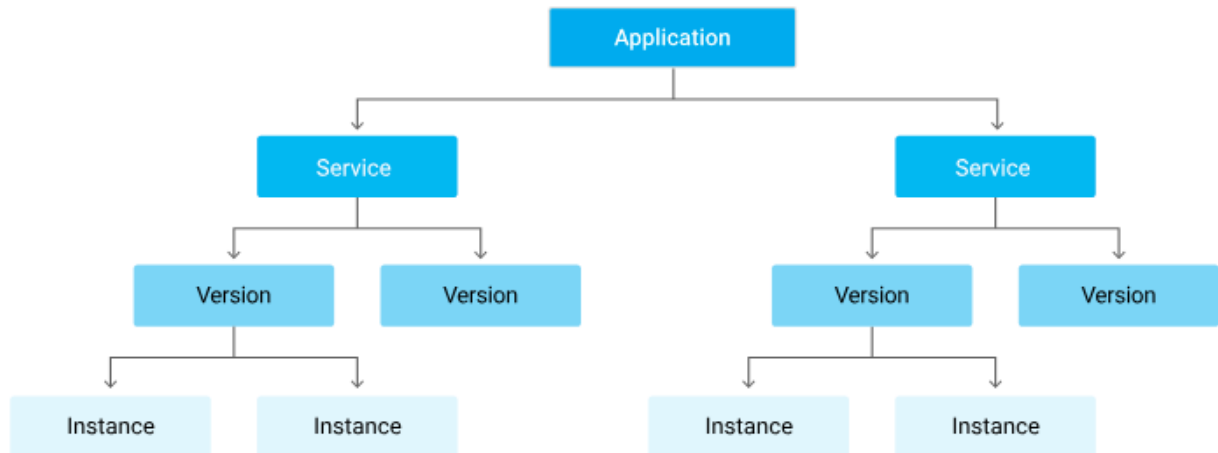 Application
Service
Service
Version
Version
Version
Version
Instance
Instance
Instance
Instance